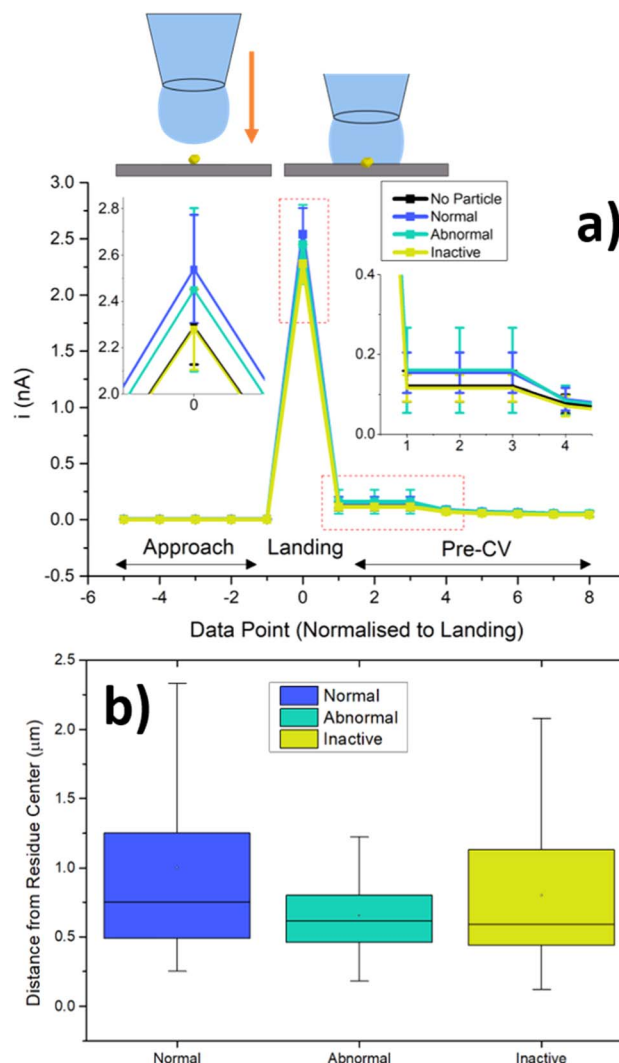 a)
No Particle
Normal
Abnormal
Inactive
3.0
2.5
2.0
1.5
1.0
0.5
0.0
-0.5
i (nA)
2.8
2.6
2.4
2.2
2.0
0
0.4
0.2
0.0
1 2 3 4
Approach Landing Pre-CV
-6 -4 -2 0 2 4 6 8
Data Point (Normalised to Landing)
b)
Normal
Abnormal
Inactive
2.5
2.0
1.5
1.0
0.5
0.0
Distance from Residue Center (μm)
Normal Abnormal Inactive